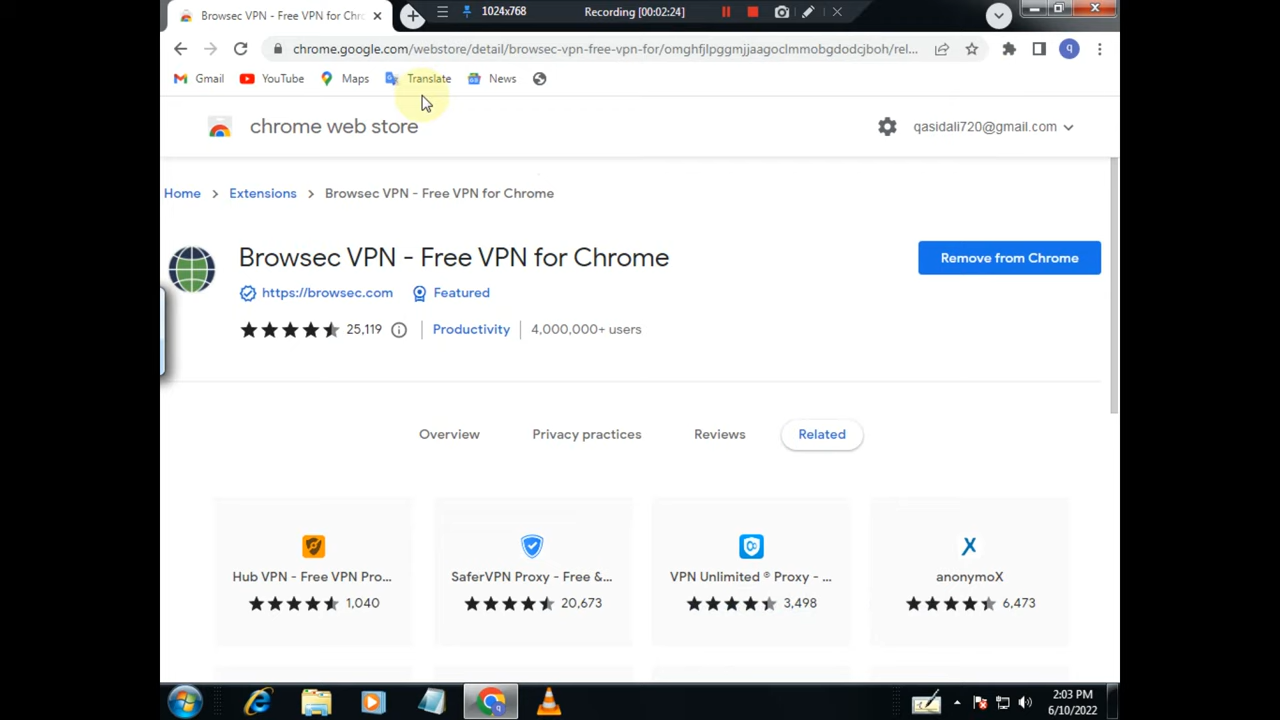 Browsec VPN - Free VPN for Chro
1024x768
Recording [00:02:24]
chrome.google.com/webstore/detail/browsec-vpn-free-vpn-for/omghfjlpggmjjaagoclmmobgdodcjboh/rel...
q
Gmail
YouTube
Maps
Translate
News
chrome web store
qasidali720@gmail.com
Home
Extensions
Browsec VPN - Free VPN for Chrome
Browsec VPN - Free VPN for Chrome
Remove from Chrome
https://browsec.com
Featured
25,119
Productivity
4,000,000+ users
Overview
Privacy practices
Reviews
Related
Hub VPN - Free VPN Pro...
SaferVPN Proxy - Free &...
VPN Unlimited ® Proxy - ...
anonymoX
1,040
20,673
3,498
6,473
2:03 PM
6/10/2022